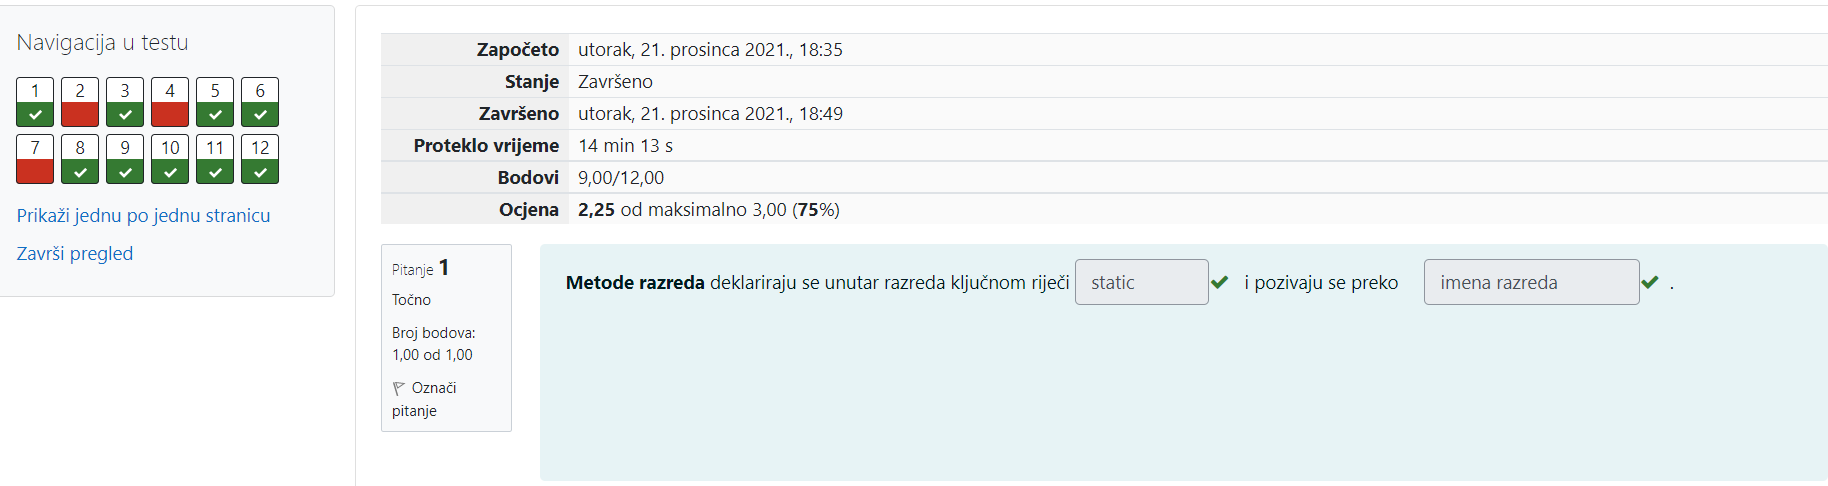 Navigacija u testu
1 2 3 4 5 6
7 8 9 10 11 12
Prikaži jednu po jednu stranicu
Završi pregled
Započeto utorak, 21. prosinca 2021., 18:35
Stanje Završeno
Završeno utorak, 21. prosinca 2021., 18:49
Proteklo vrijeme 14 min 13 s
Bodovi 9,00/12,00
Ocjena 2,25 od maksimalno 3,00 (75%)
Pitanje 1
Točno
Broj bodova:
1,00 od 1,00
Označi
pitanje
Metode razreda deklariraju se unutar razreda ključnom riječi static i pozivaju se preko imena razreda .